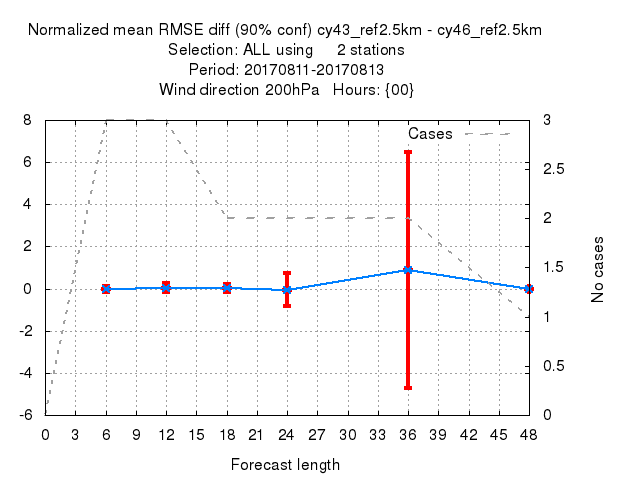 Normalized mean RMSE diff (90% conf) cy43_ref2.5km - cy46_ref2.5km
Selection: ALL using 2 stations
Period: 20170811-20170813
Wind direction 200hPa Hours: {00}
Cases
8
6
4
2
0
-2
-4
-6
3
2.5
2
1.5
1
0.5
0
No cases
0 3 6 9 12 15 18 21 24 27 30 33 36 39 42 45 48
Forecast length